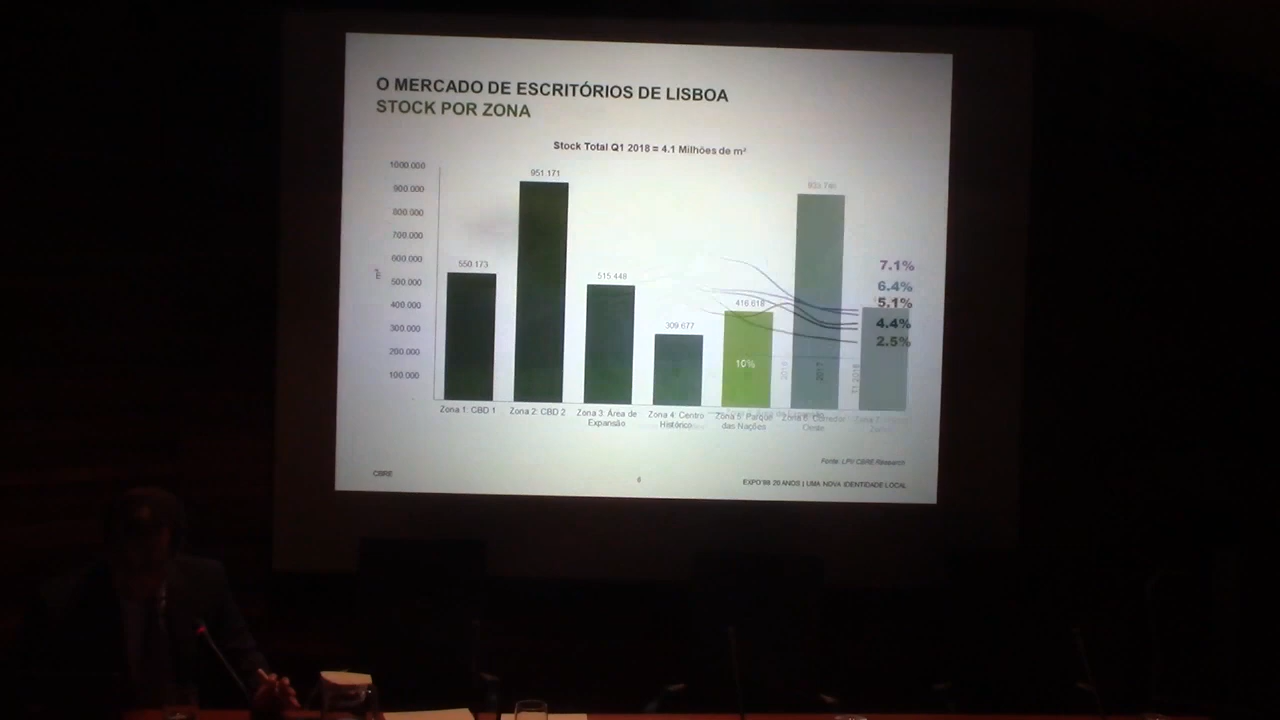 O MERCADO DE ESCRITÓRIOS DE LISBOA
STOCK POR ZONA
Stock Total Q1 2018 = 4.1 Milhões de m²
1000.000
900.000
800.000
700.000
600.000
500.000
400.000
300.000
200.000
100.000
-
m²
550.173
951.171
515.448
309.677
416.618
10%
7.1%
6.4%
5.1%
4.4%
2.5%
2017
Zona 1: CBD 1
Zona 2: CBD 2
Zona 3: Área de
Expansão
Zona 4: Centro
Histórico
Zona 5: Parque
das Nações
Zona 6: Corredor
Oeste
Zona 7:
Fonte: LPI/ CBRE Research
CBRE
6
EXPO'98 20 ANOS | UMA NOVA IDENTIDADE LOCAL